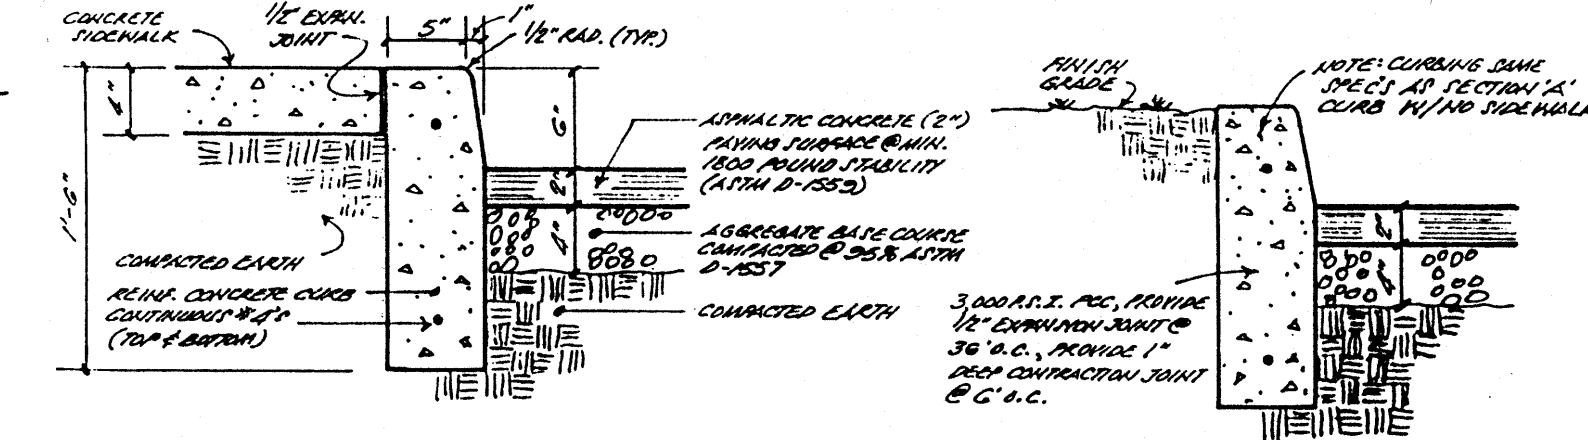 CONCRETE
SIDEWALK
1/2" EXPAN.
JOINT
5"
1"
1/2" RAD. (TYP.)
4"
1'-6"
6"
2"
4"
ASPHALTIC CONCRETE (2")
PAVING SURFACE @ MIN.
1800 POUND STABILITY
(ASTM D-1559)
AGGREGATE BASE COURSE
COMPACTED @ 95% ASTM
D-1557
COMPACTED EARTH
COMPACTED EARTH
REINF. CONCRETE CURB
CONTINUOUS #4'S
(TOP & BOTTOM)
FINISH
GRADE
NOTE: CURBING SAME
SPEC'S AS SECTION 'A'
CURB W/ NO SIDEWALK
2"
4"
3,000 P.S.I. PCC, PROVIDE
1/2" EXPANSION JOINT @
36' O.C., PROVIDE 1"
DEEP CONTRACTION JOINT
@ 6' O.C.